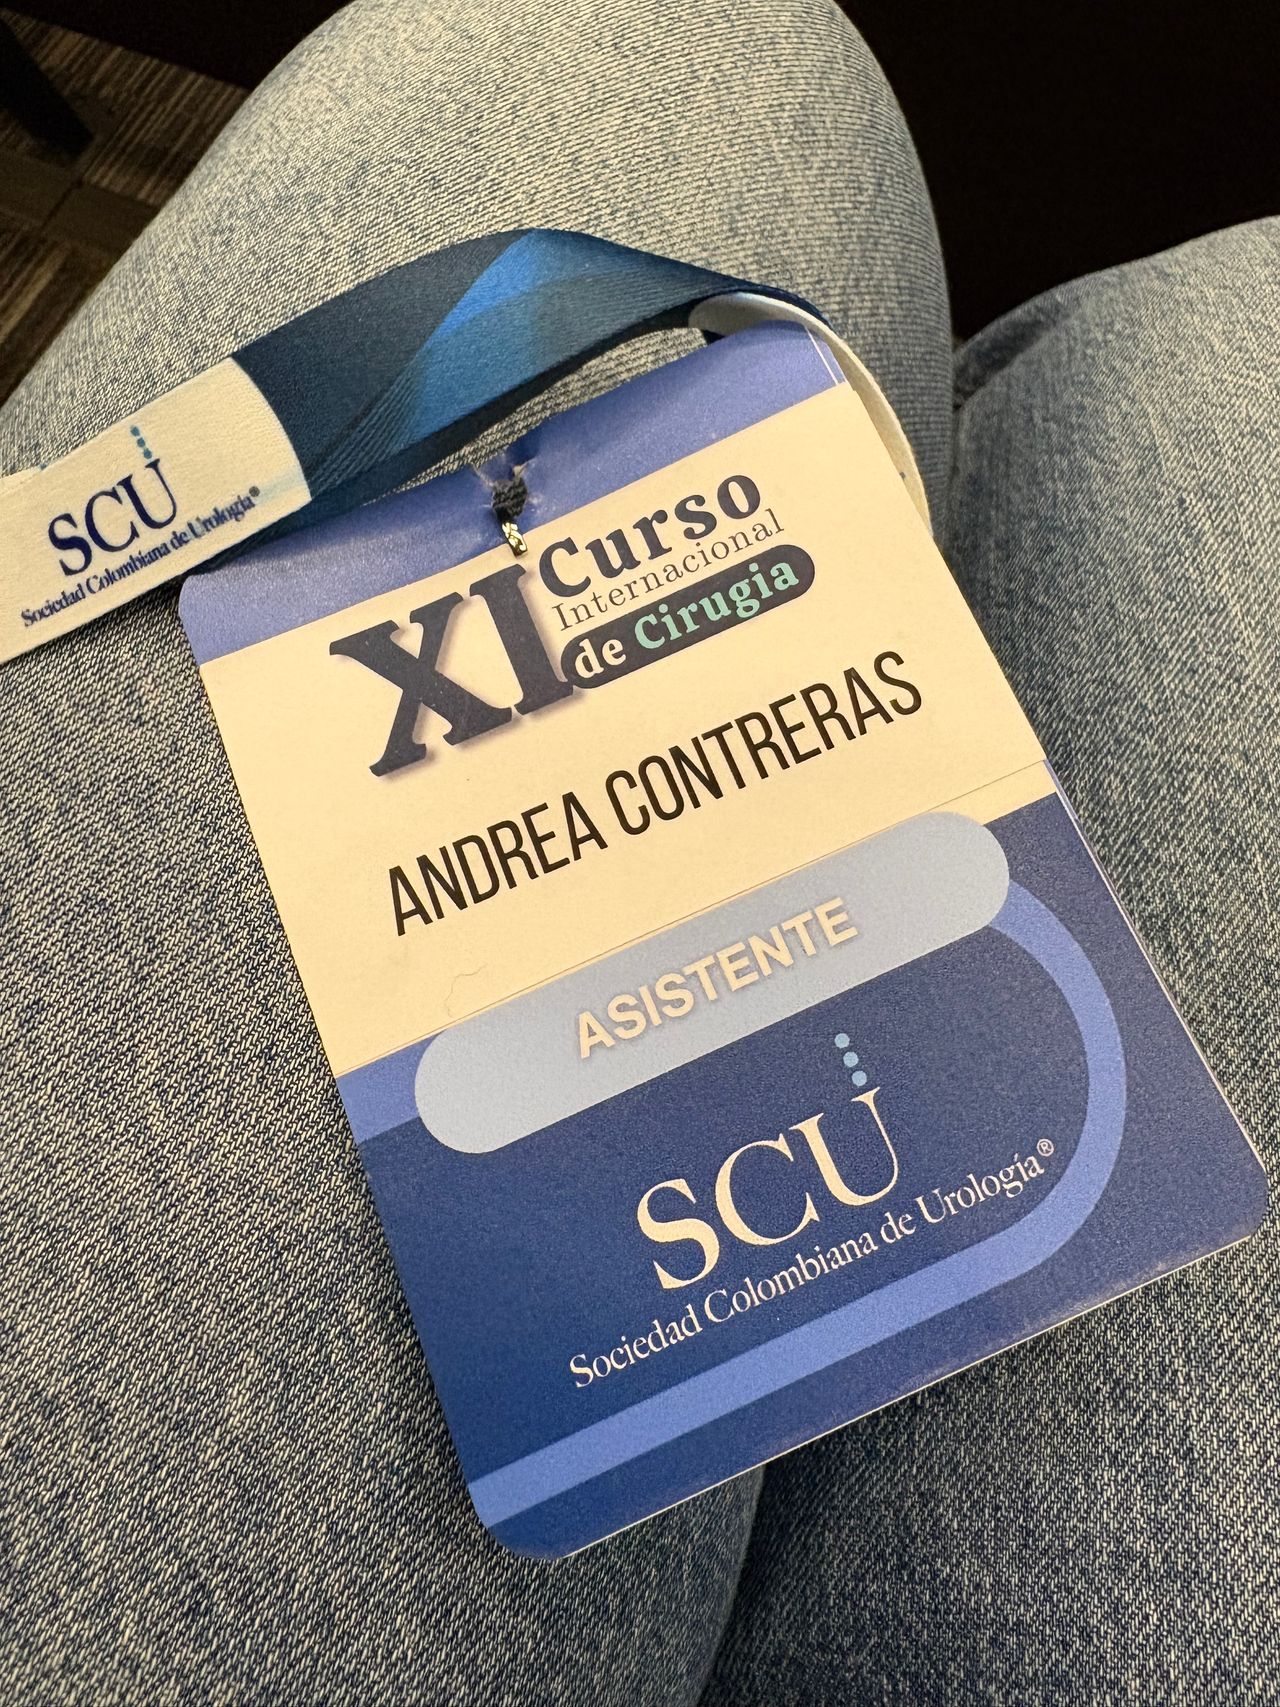 SCU
Sociedad Colombiana de Urología®
XI Curso
Internacional
de Cirugia
ANDREA CONTRERAS
ASISTENTE
SCU
Sociedad Colombiana de Urología®